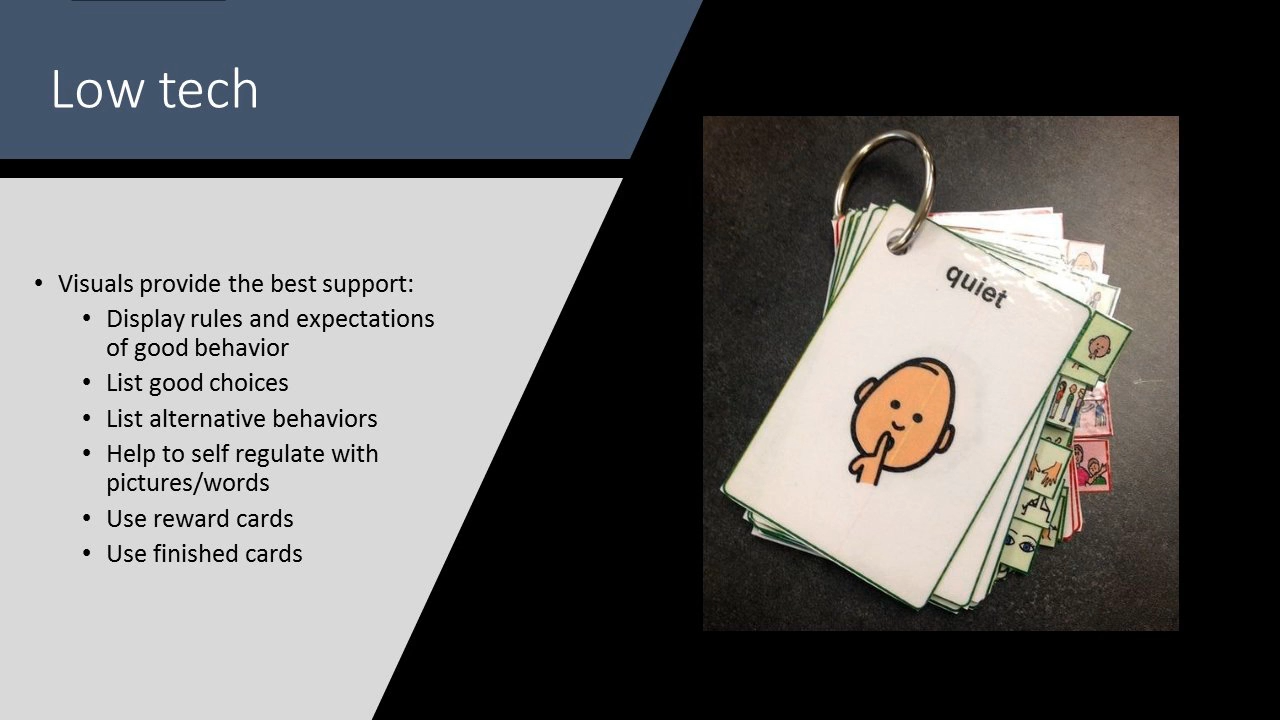 Low tech
• Visuals provide the best support:
• Display rules and expectations
of good behavior
• List good choices
• List alternative behaviors
• Help to self regulate with
pictures/words
• Use reward cards
• Use finished cards
quiet